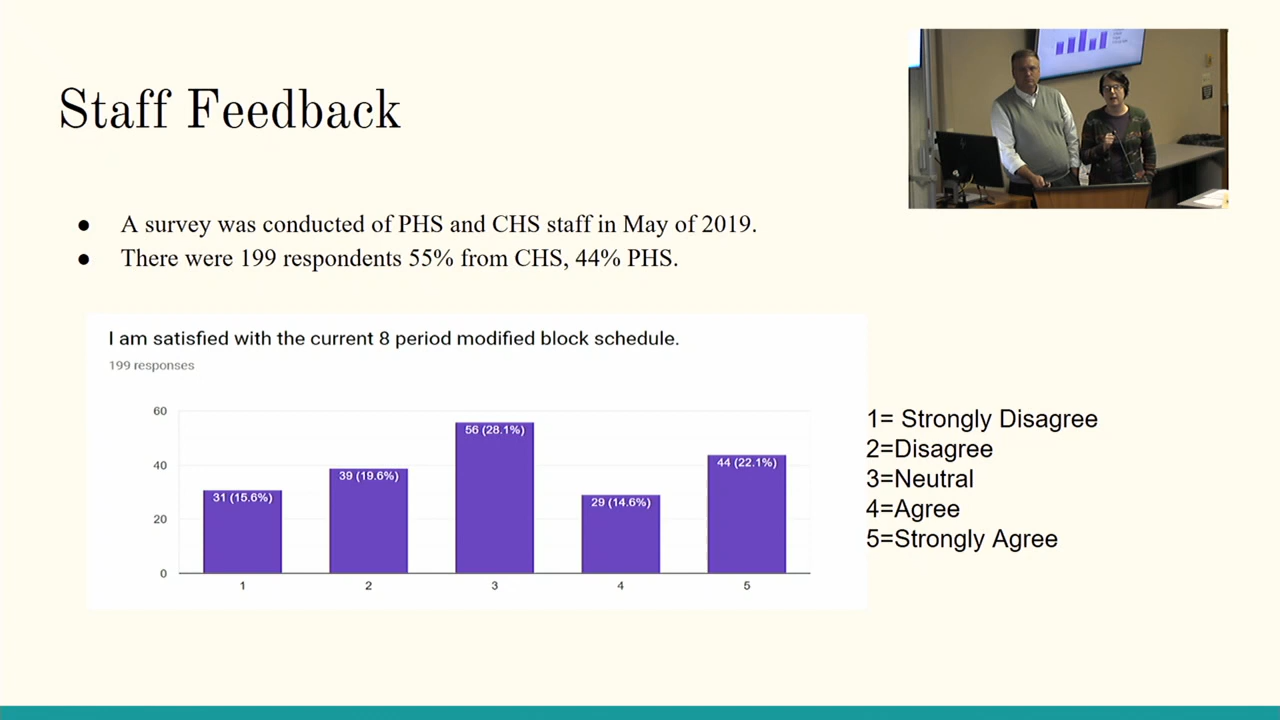 Staff Feedback
● A survey was conducted of PHS and CHS staff in May of 2019.
● There were 199 respondents 55% from CHS, 44% PHS.
I am satisfied with the current 8 period modified block schedule.
199 responses
60
40
20
0
31 (15.6%)
39 (19.6%)
56 (28.1%)
29 (14.6%)
44 (22.1%)
1
2
3
4
5
1= Strongly Disagree
2=Disagree
3=Neutral
4=Agree
5=Strongly Agree